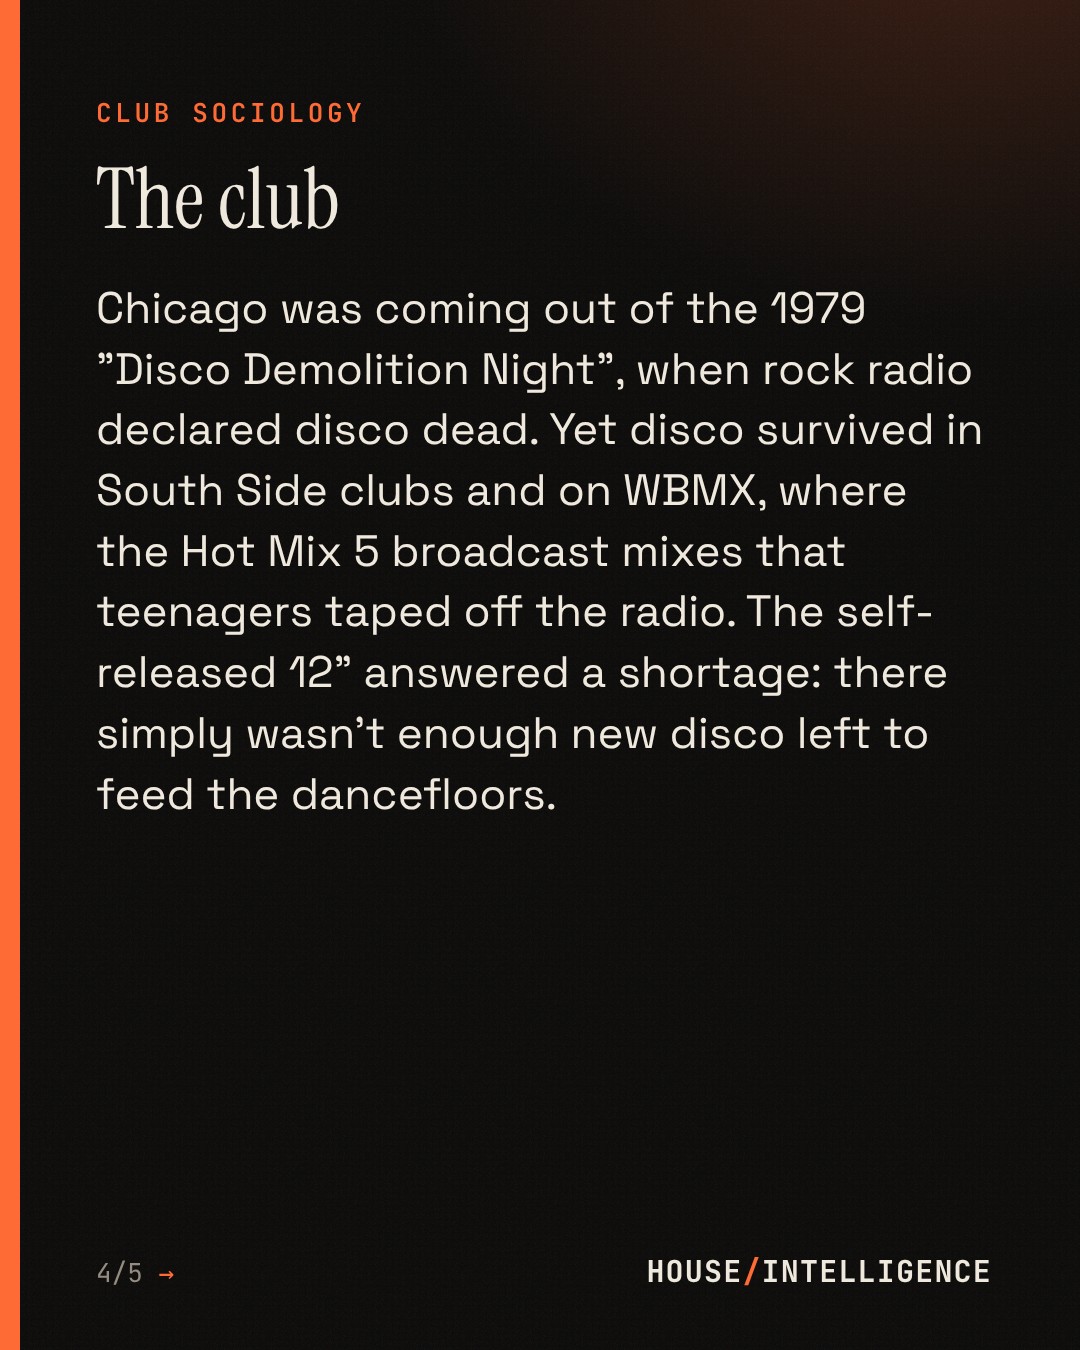 CLUB SOCIOLOGY
The club
Chicago was coming out of the 1979
”Disco Demolition Night”, when rock radio
declared disco dead. Yet disco survived in
South Side clubs and on WBMX, where
the Hot Mix 5 broadcast mixes that
teenagers taped off the radio. The self-
released 12” answered a shortage: there
simply wasn’t enough new disco left to
feed the dancefloors.
4/5 →
HOUSE/INTELLIGENCE